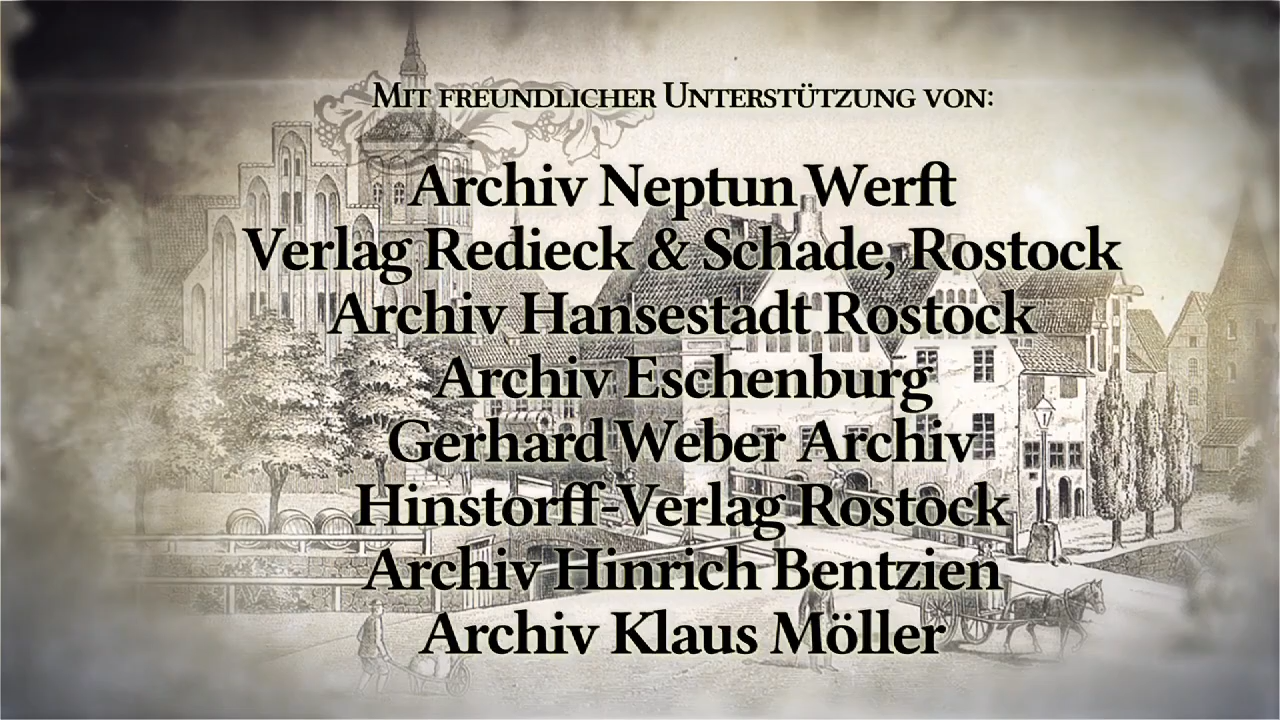 Mit freundlicher Unterstützung von:
Archiv Neptun Werft
Verlag Redieck & Schade, Rostock
Archiv Hansestadt Rostock
Archiv Eschenburg
Gerhard Weber Archiv
Hinstorff-Verlag Rostock
Archiv Hinrich Bentzien
Archiv Klaus Möller